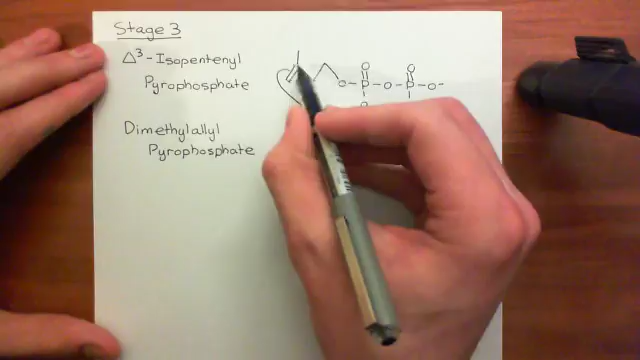 Stage 3
Δ³-Isopentenyl
Pyrophosphate
O O
O-P-O-P-O-
O
Dimethylallyl
Pyrophosphate